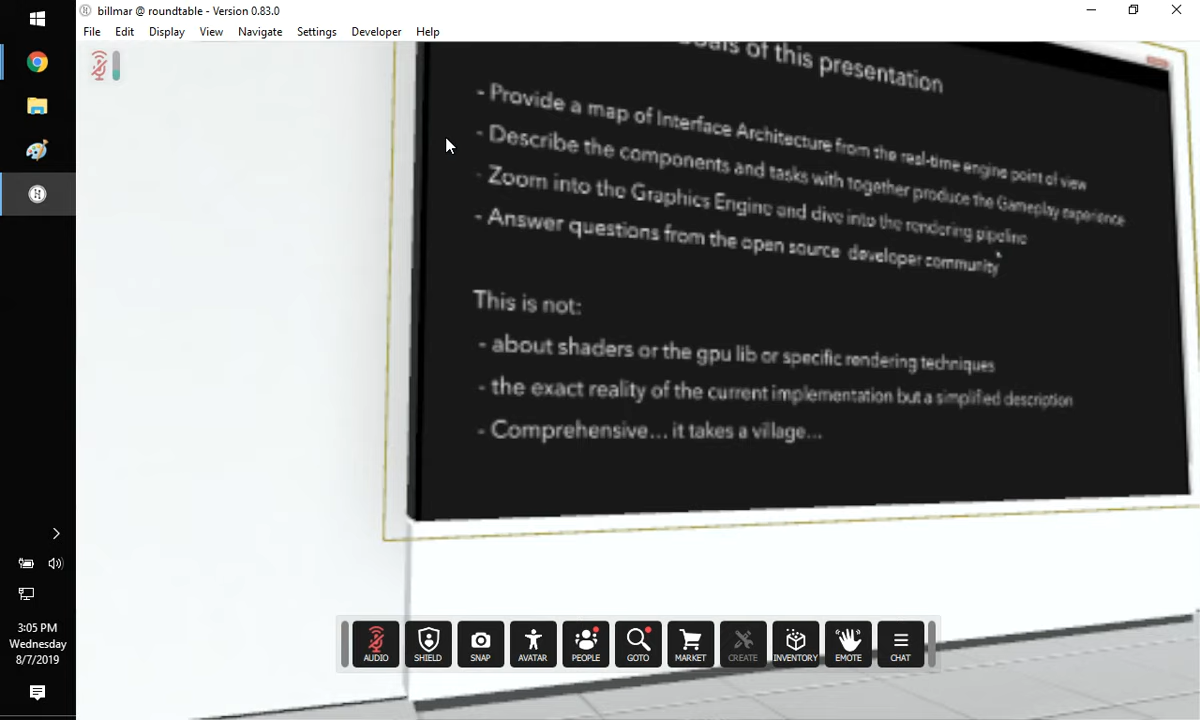 billmar @ roundtable - Version 0.83.0
File Edit Display View Navigate Settings Developer Help
of this presentation
- Provide a map of Interface Architecture from the real-time engine point of view
- Describe the components and tasks with together produce the Gameplay experience
- Zoom into the Graphics Engine and dive into the rendering pipeline
- Answer questions from the open source developer community
This is not:
- about shaders or the gpu lib or specific rendering techniques
- the exact reality of the current implementation but a simplified description
- Comprehensive... it takes a village...
3:05 PM
Wednesday
8/7/2019
AUDIO SHIELD SNAP AVATAR PEOPLE GOTO MARKET CREATE INVENTORY EMOTE CHAT